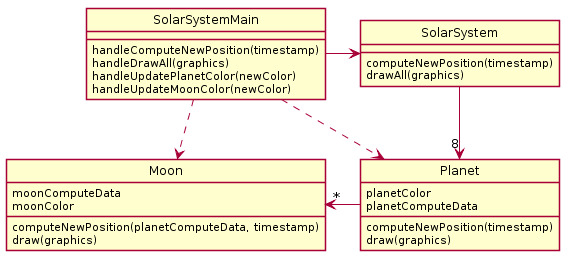 SolarSystemMain
handleComputeNewPosition(timestamp)
handleDrawAll(graphics)
handleUpdatePlanetColor(newColor)
handleUpdateMoonColor(newColor)
SolarSystem
computeNewPosition(timestamp)
drawAll(graphics)
8
Moon
moonComputeData
moonColor
computeNewPosition(planetComputeData, timestamp)
draw(graphics)
*
Planet
planetColor
planetComputeData
computeNewPosition(timestamp)
draw(graphics)